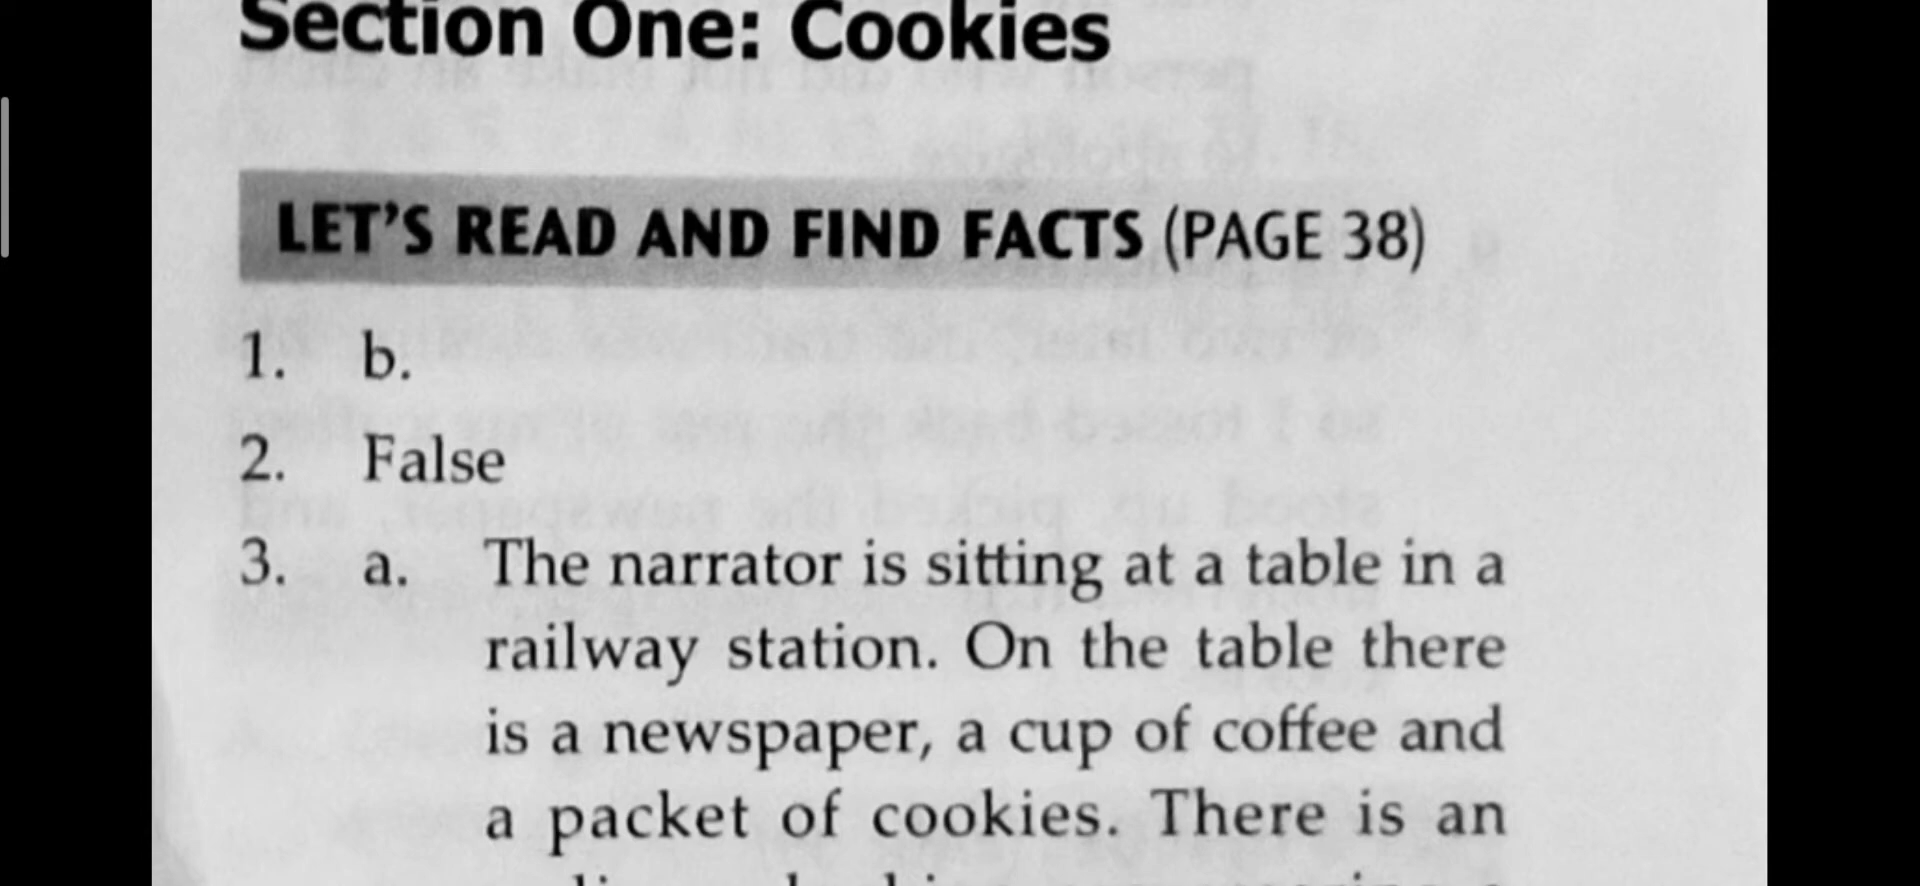 Section One: Cookies
LET'S READ AND FIND FACTS (PAGE 38)
1. b.
2. False
3. a. The narrator is sitting at a table in a
railway station. On the table there
is a newspaper, a cup of coffee and
a packet of cookies. There is an